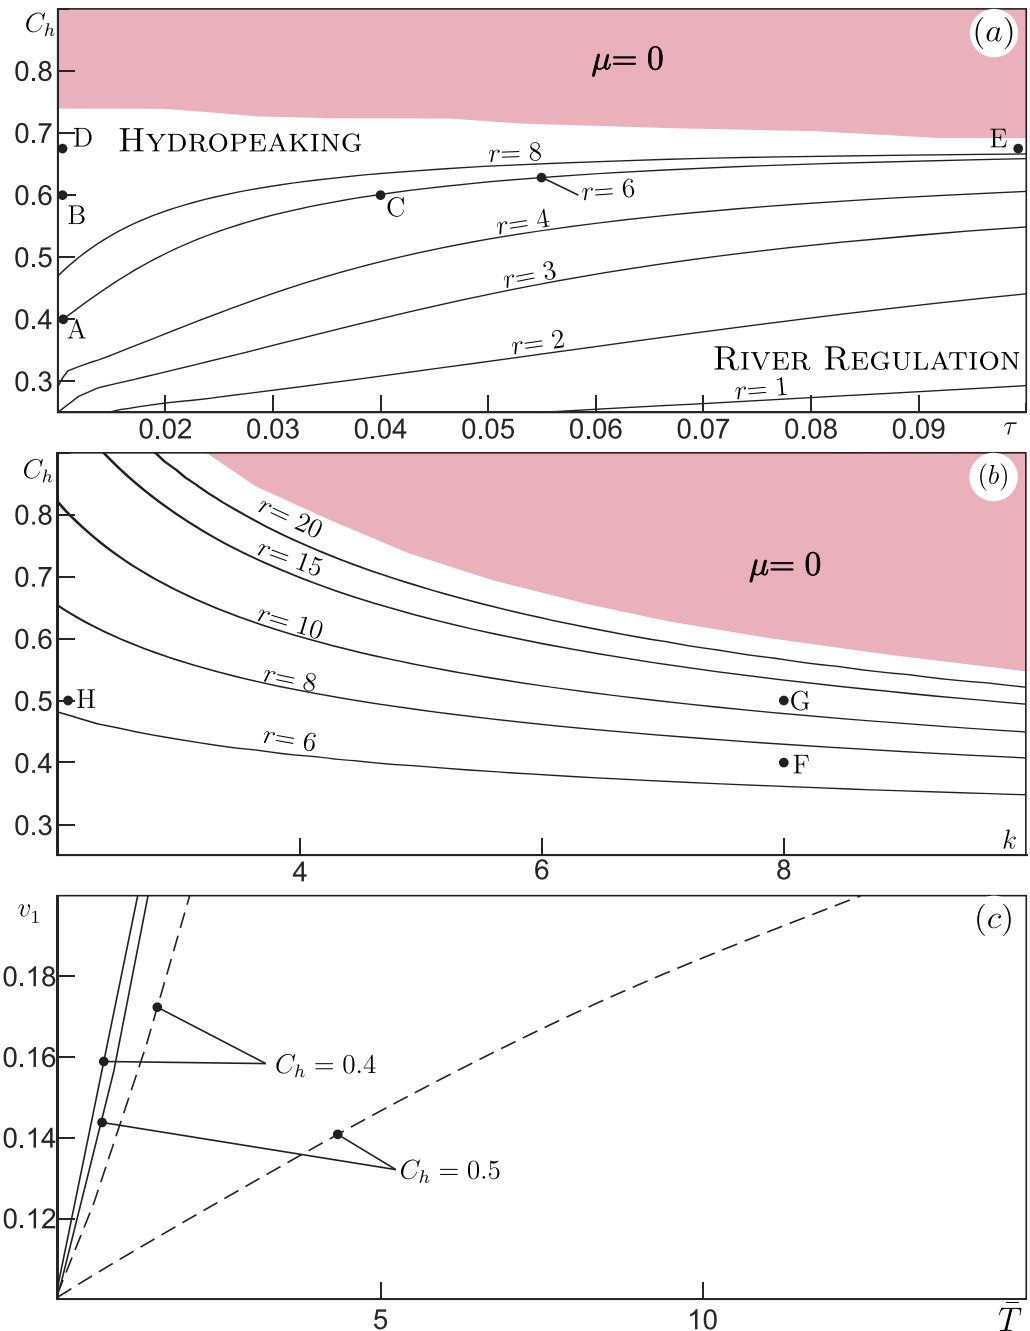 C_h
(a)
μ= 0
0.8
0.7
D HYDROPEAKING
E
r= 8
0.6
B
C
r= 6
r= 4
0.5
r= 3
0.4
A
r= 2
RIVER REGULATION
0.3
r= 1
0.02 0.03 0.04 0.05 0.06 0.07 0.08 0.09 τ
C_h
(b)
0.8
r= 20
r= 15
μ= 0
0.7
r= 10
0.6
r= 8
0.5
H
G
r= 6
0.4
F
0.3
k
4 6 8
v_1
(c)
0.18
0.16
C_h = 0.4
0.14
C_h = 0.5
0.12
5 10 T̄̄